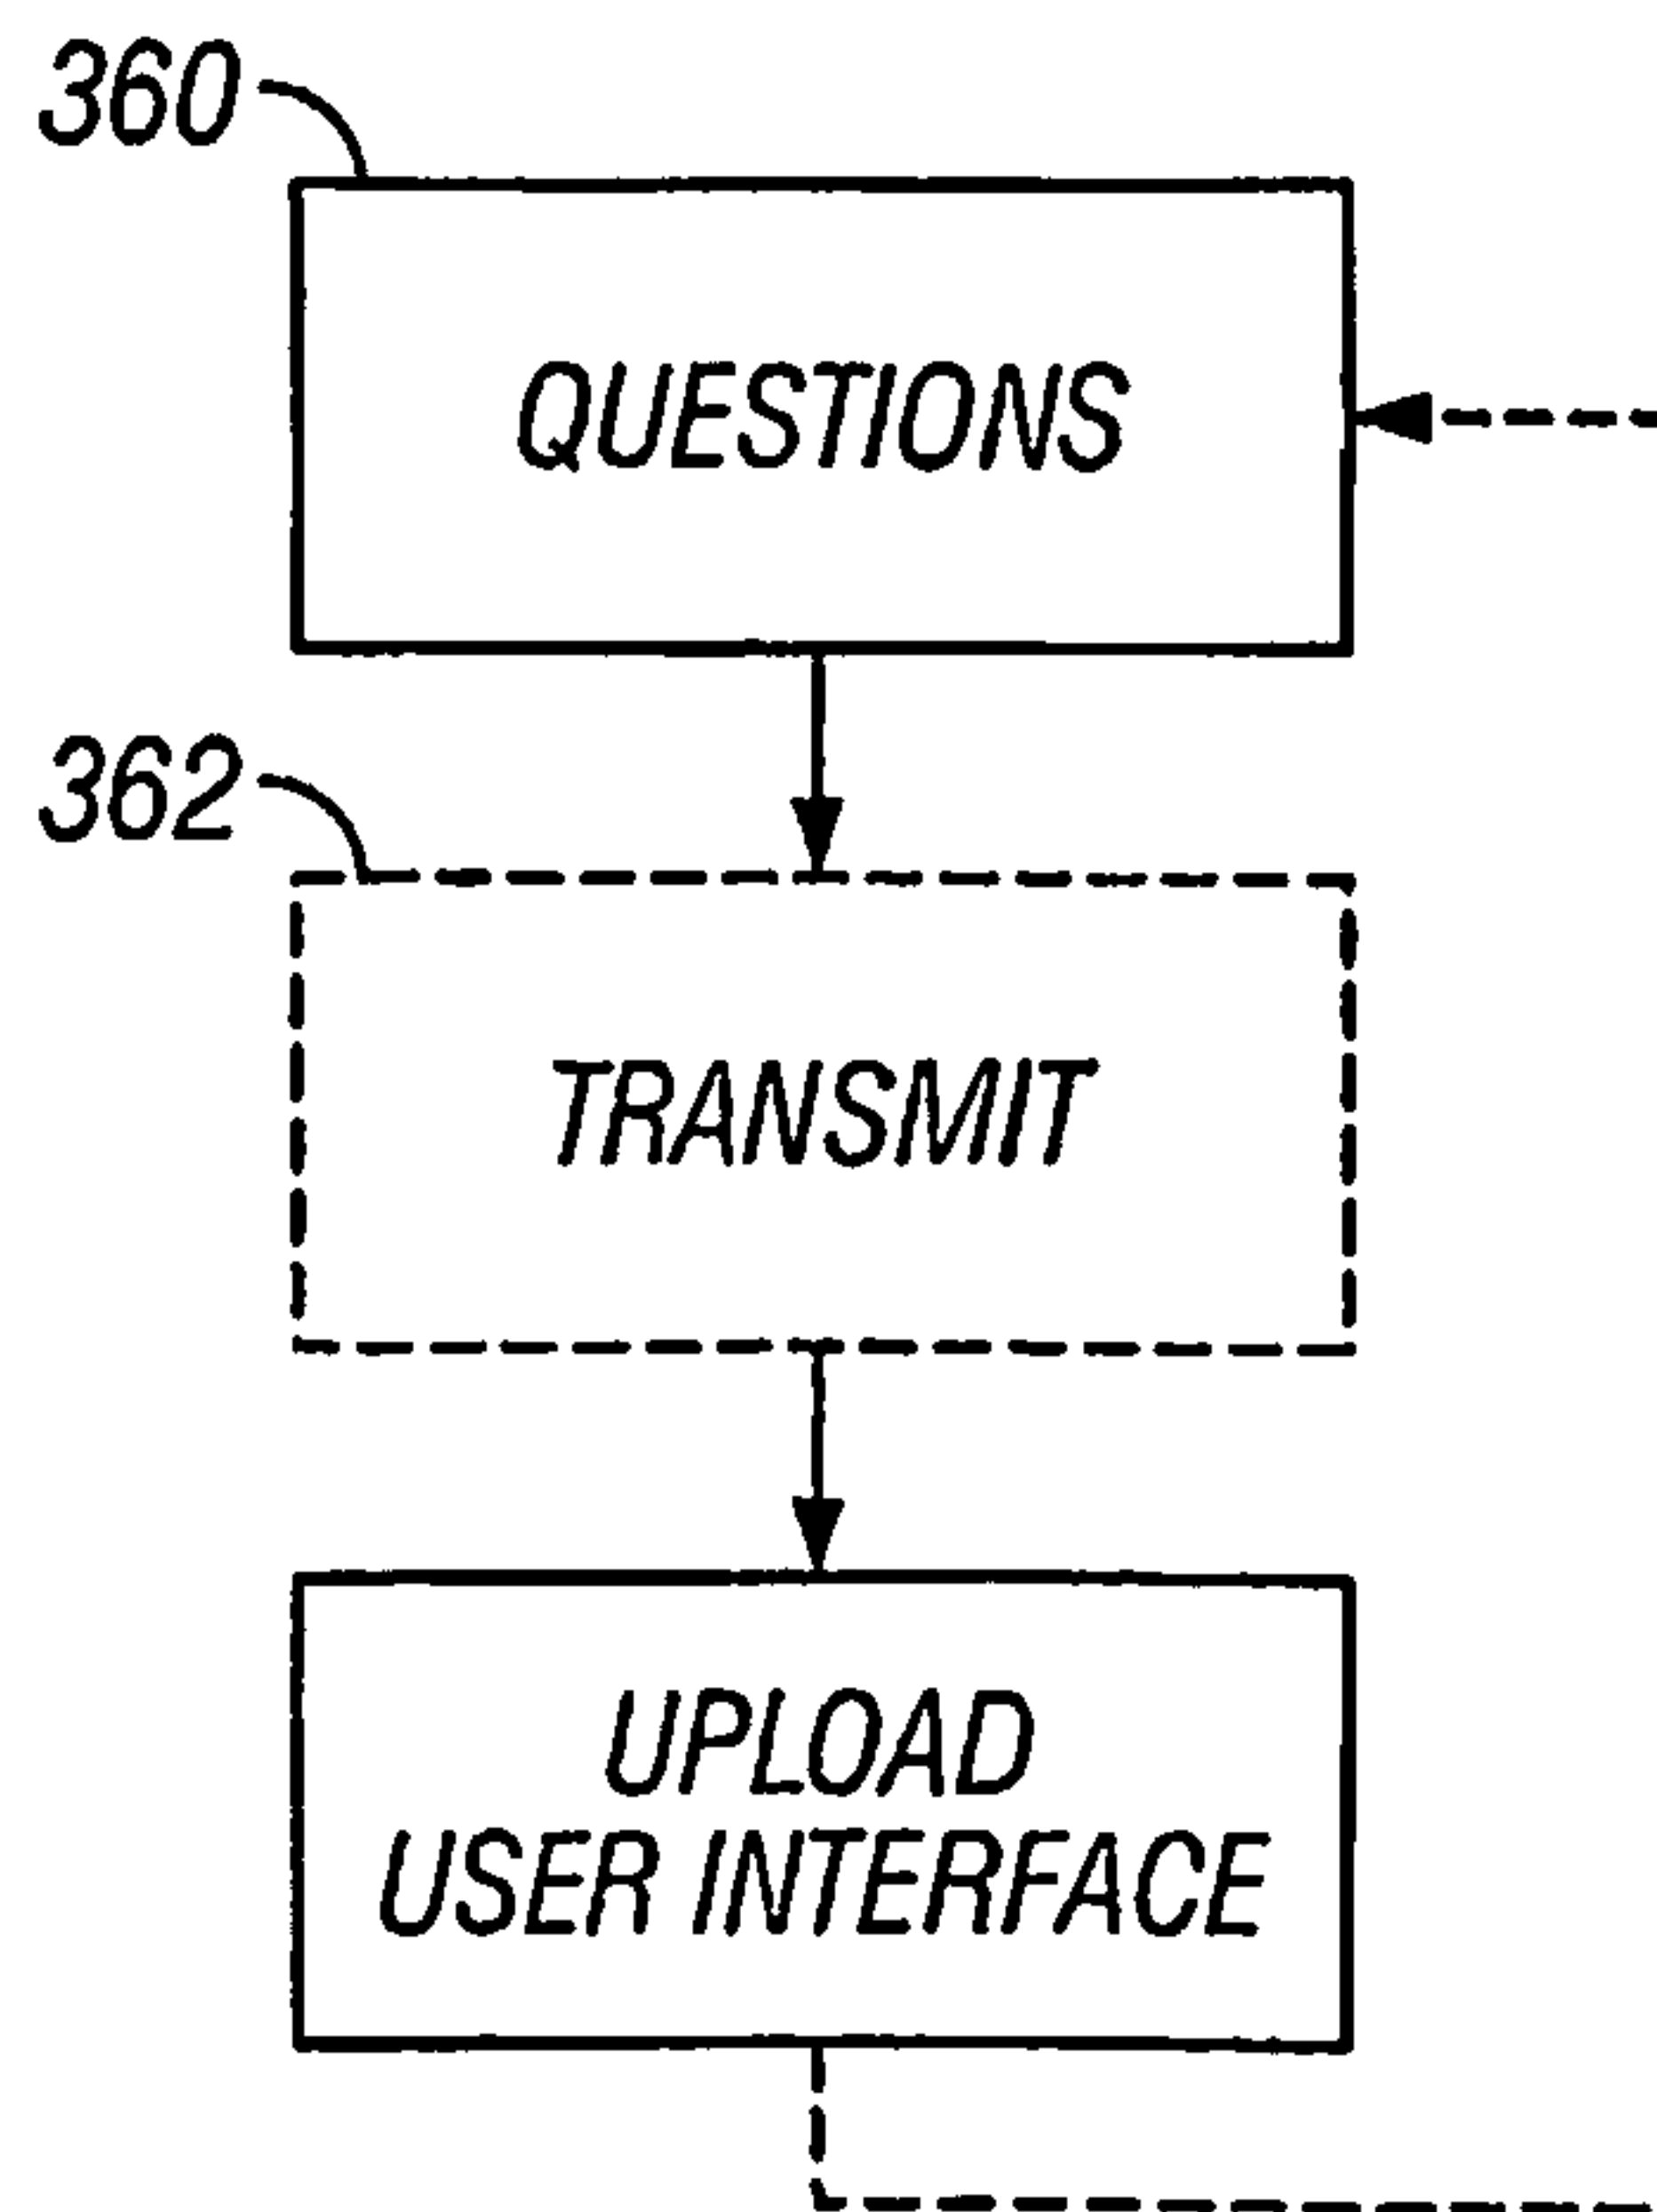 360
QUESTIONS
362
TRANSMIT
UPLOAD
USER INTERFACE